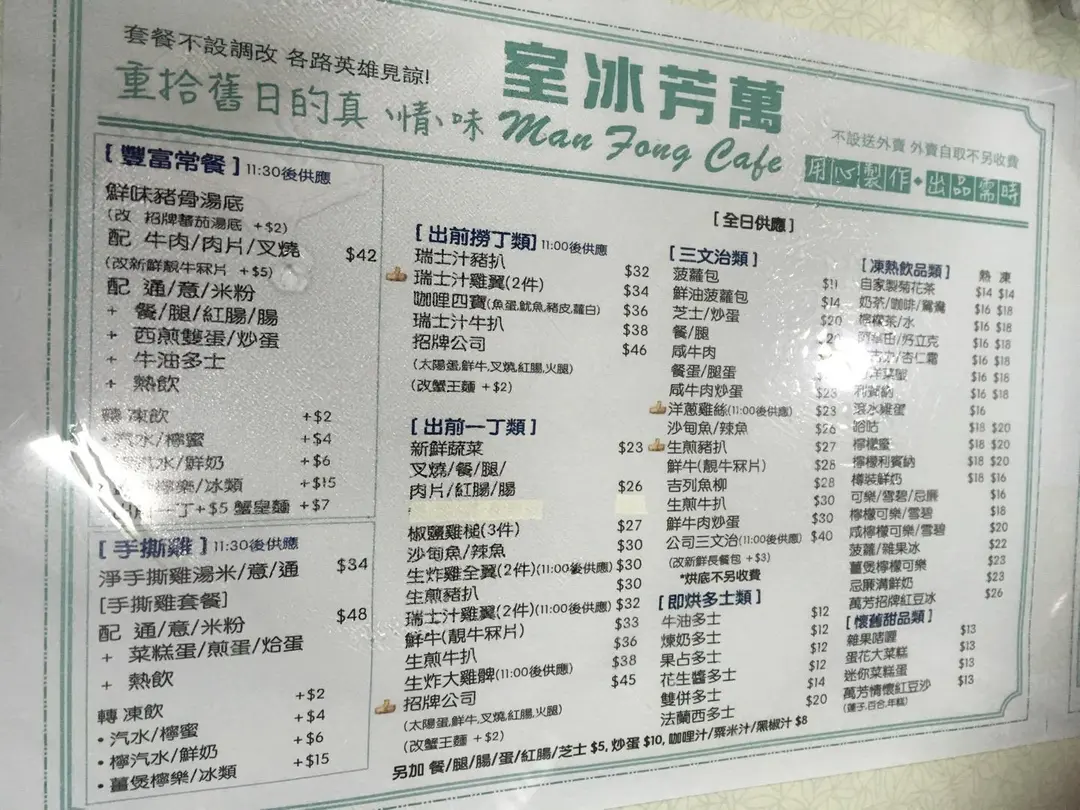 套餐不設調改 各路英雄見諒!
重拾舊日的真情味
室冰芳萬
Man Fong Cafe
不設送外賣 外賣自取不另收費
用心製作・出品需時
[豐富常餐] 11:30後供應
鮮味豬骨湯底
(改 招牌蕃茄湯底 +$2)
配 牛肉/肉片/叉燒 $42
(改新鮮靚牛冧片 +$5)
配 通/意/米粉
+ 餐/腿/紅腸/腸
+ 西煎雙蛋/炒蛋
+ 牛油多士
+ 熱飲
轉 凍飲 +$2
・汽水/檸蜜 +$4
汽水/鮮奶 +$6
檸樂/冰類 +$15
一丁+$5 蟹皇麵 +$7
[手撕雞] 11:30後供應
淨手撕雞湯米/意/通 $34
[手撕雞套餐]
配 通/意/米粉 $48
+ 菜糕蛋/煎蛋/烚蛋
+ 熱飲
轉 凍飲 +$2
・汽水/檸蜜 +$4
・檸汽水/鮮奶 +$6
・薑煲檸樂/冰類 +$15
[出前撈丁類] 11:00後供應
瑞士汁豬扒 $32
瑞士汁雞翼(2件) $34
咖哩四寶(魚蛋,魷魚,豬皮,蘿白) $36
瑞士汁牛扒 $38
招牌公司 $46
(太陽蛋,鮮牛,叉燒,紅腸,火腿)
(改蟹王麵 +$2)
[出前一丁類]
新鮮蔬菜 $23
叉燒/餐/腿/
肉片/紅腸/腸 $26
椒鹽雞槌(3件) $27
沙甸魚/辣魚 $30
生炸雞全翼(2件)(11:00後供應) $30
生煎豬扒 $30
瑞士汁雞翼(2件)(11:00後供應) $32
鮮牛(靚牛冧片) $33
生煎牛扒 $36
生炸大雞髀(11:00後供應) $38
招牌公司 $45
(太陽蛋,鮮牛,叉燒,紅腸,火腿)
(改蟹王麵 +$2)
[全日供應]
[三文治類]
菠蘿包 $11
鮮油菠蘿包 $14
芝士/炒蛋 $20
餐/腿
咸牛肉
餐蛋/腿蛋
咸牛肉炒蛋 $23
洋蔥雞絲(11:00後供應) $23
沙甸魚/辣魚 $26
生煎豬扒 $27
鮮牛(靚牛冧片) $28
吉列魚柳 $28
生煎牛扒 $30
鮮牛肉炒蛋 $30
公司三文治(11:00後供應) $40
(改新鮮長餐包 +$3)
*烘底不另收費
[即烘多士類]
牛油多士 $12
煉奶多士 $12
果占多士 $12
花生醬多士 $14
雙併多士
法蘭西多士 $20
[凍熱飲品類] 熱 凍
自家製菊花茶 $14 $14
奶茶/咖啡/鴛鴦 $16 $18
檸檬茶/水 $16 $18
田/好立克 $16 $18
古力/杏仁霜 $16 $18
$16 $18
利賓納 $16 $18
滾水雞蛋 $16
哈咕 $18 $20
檸檬蜜 $18 $20
檸檬利賓納 $18 $20
樽裝鮮奶 $18 $16
可樂/雪碧/忌廉 $16
檸檬可樂/雪碧 $18
咸檸檬可樂/雪碧 $20
菠蘿/雜果冰 $22
薑煲檸檬可樂 $23
忌廉溝鮮奶 $23
萬芳招牌紅豆冰 $26
[懷舊甜品類]
雜果啫喱 $13
蛋花大菜糕 $13
迷你菜糕蛋 $13
萬芳情懷紅豆沙 $13
(蓮子,百合,年糕)
另加 餐/腿/腸/蛋/紅腸/芝士 $5, 炒蛋 $10, 咖哩汁/粟米汁/黑椒汁 $8